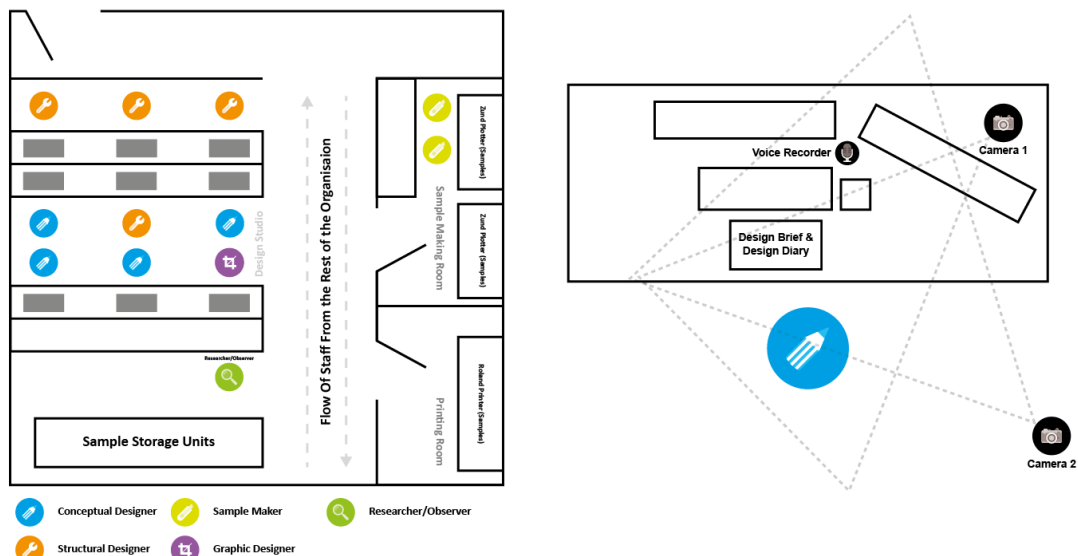 Design Studio
Flow Of Staff From the Rest of the Organisaion
Zund Plotter (Samples)
Sample Making Room
Zund Plotter (Samples)
Researcher/Observer
Sample Storage Units
Printing Room
Roland Printer (Samples)
Conceptual Designer
Sample Maker
Researcher/Observer
Structural Designer
Graphic Designer
Voice Recorder
Camera 1
Design Brief &
Design Diary
Camera 2